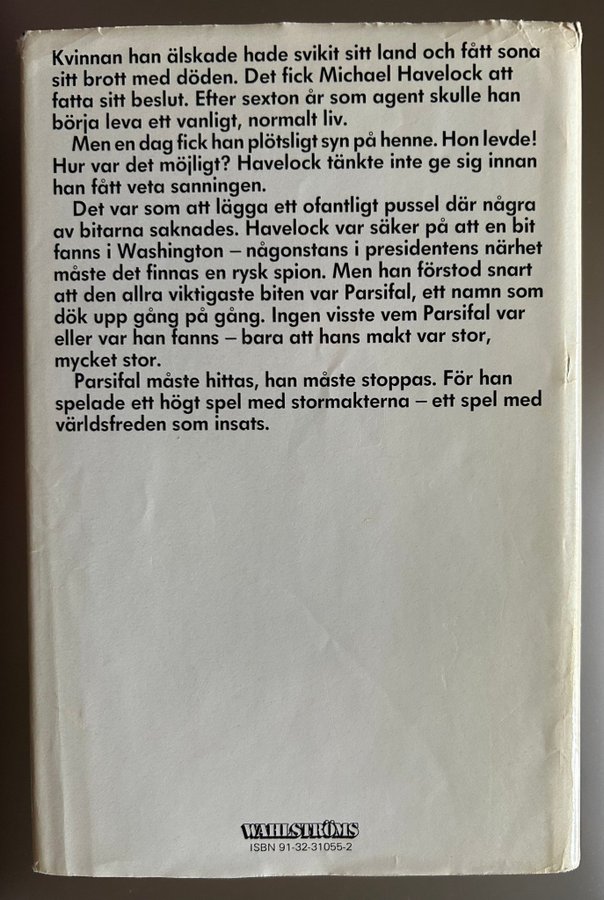 Kvinnan han älskade hade svikit sitt land och fått sona
sitt brott med döden. Det fick Michael Havelock att
fatta sitt beslut. Efter sexton år som agent skulle han
börja leva ett vanligt, normalt liv.
Men en dag fick han plötsligt syn på henne. Hon levde!
Hur var det möjligt? Havelock tänkte inte ge sig innan
han fått veta sanningen.
Det var som att lägga ett ofantligt pussel där några
av bitarna saknades. Havelock var säker på att en bit
fanns i Washington – någonstans i presidentens närhet
måste det finnas en rysk spion. Men han förstod snart
att den allra viktigaste biten var Parsifal, ett namn som
dök upp gång på gång. Ingen visste vem Parsifal var
eller var han fanns – bara att hans makt var stor,
mycket stor.
Parsifal måste hittas, han måste stoppas. För han
spelade ett högt spel med stormakterna – ett spel med
världsfreden som insats.
WAHLSTRÖMS
ISBN 91-32-31055-2